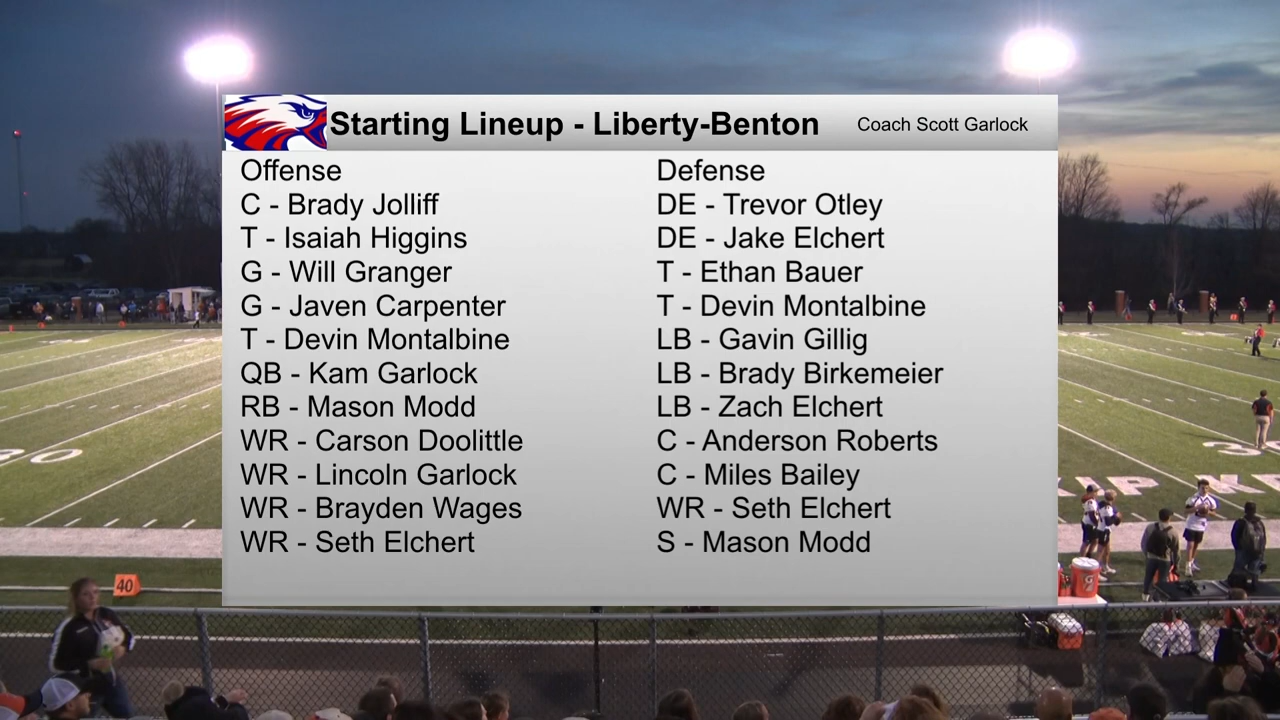 Starting Lineup - Liberty-Benton
Coach Scott Garlock
Offense
C - Brady Jolliff
T - Isaiah Higgins
G - Will Granger
G - Javen Carpenter
T - Devin Montalbine
QB - Kam Garlock
RB - Mason Modd
WR - Carson Doolittle
WR - Lincoln Garlock
WR - Brayden Wages
WR - Seth Elchert
Defense
DE - Trevor Otley
DE - Jake Elchert
T - Ethan Bauer
T - Devin Montalbine
LB - Gavin Gillig
LB - Brady Birkemeier
LB - Zach Elchert
C - Anderson Roberts
C - Miles Bailey
WR - Seth Elchert
S - Mason Modd
40